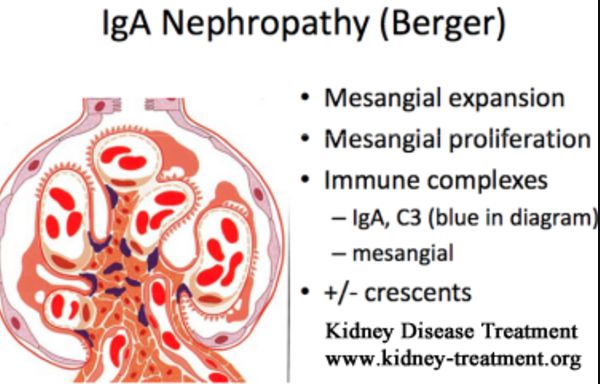 IgA Nephropathy (Berger)
• Mesangial expansion
• Mesangial proliferation
• Immune complexes
– IgA, C3 (blue in diagram)
– mesangial
• +/- crescents
Kidney Disease Treatment
www.kidney-treatment.org